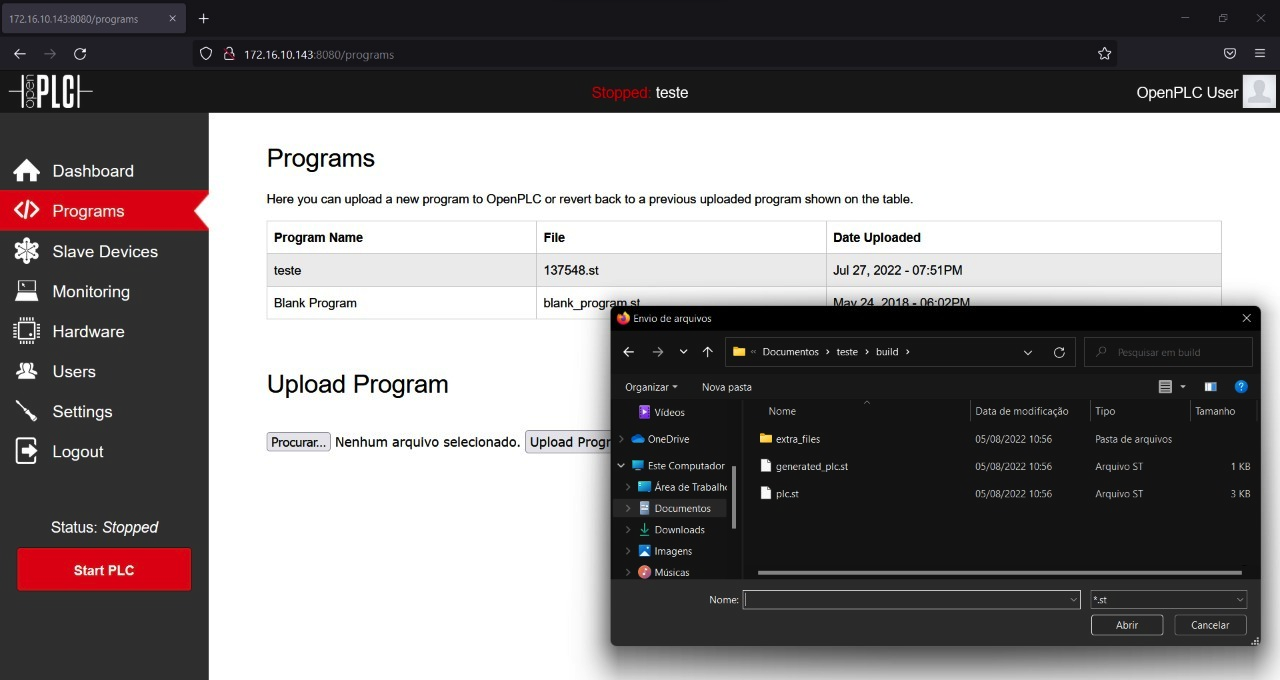 172.16.10.143:8080/programs
172.16.10.143:8080/programs
open PLC
Stopped: teste
OpenPLC User
Dashboard
Programs
Slave Devices
Monitoring
Hardware
Users
Settings
Logout
Status: Stopped
Start PLC
Programs
Here you can upload a new program to OpenPLC or revert back to a previous uploaded program shown on the table.
Program Name File Date Uploaded
teste 137548.st Jul 27, 2022 - 07:51PM
Blank Program blank_program.st May 24, 2018 - 06:02PM
Upload Program
Procurar... Nenhum arquivo selecionado. Upload Progr
Envio de arquivos
« Documentos › teste › build ›
Pesquisar em build
Organizar Nova pasta
Vídeos
OneDrive
Este Computador
Área de Trabalh
Documentos
Downloads
Imagens
Músicas
Nome Data de modificação Tipo Tamanho
extra_files 05/08/2022 10:56 Pasta de arquivos
generated_plc.st 05/08/2022 10:56 Arquivo ST 1 KB
plc.st 05/08/2022 10:56 Arquivo ST 3 KB
Nome: *.st
Abrir Cancelar